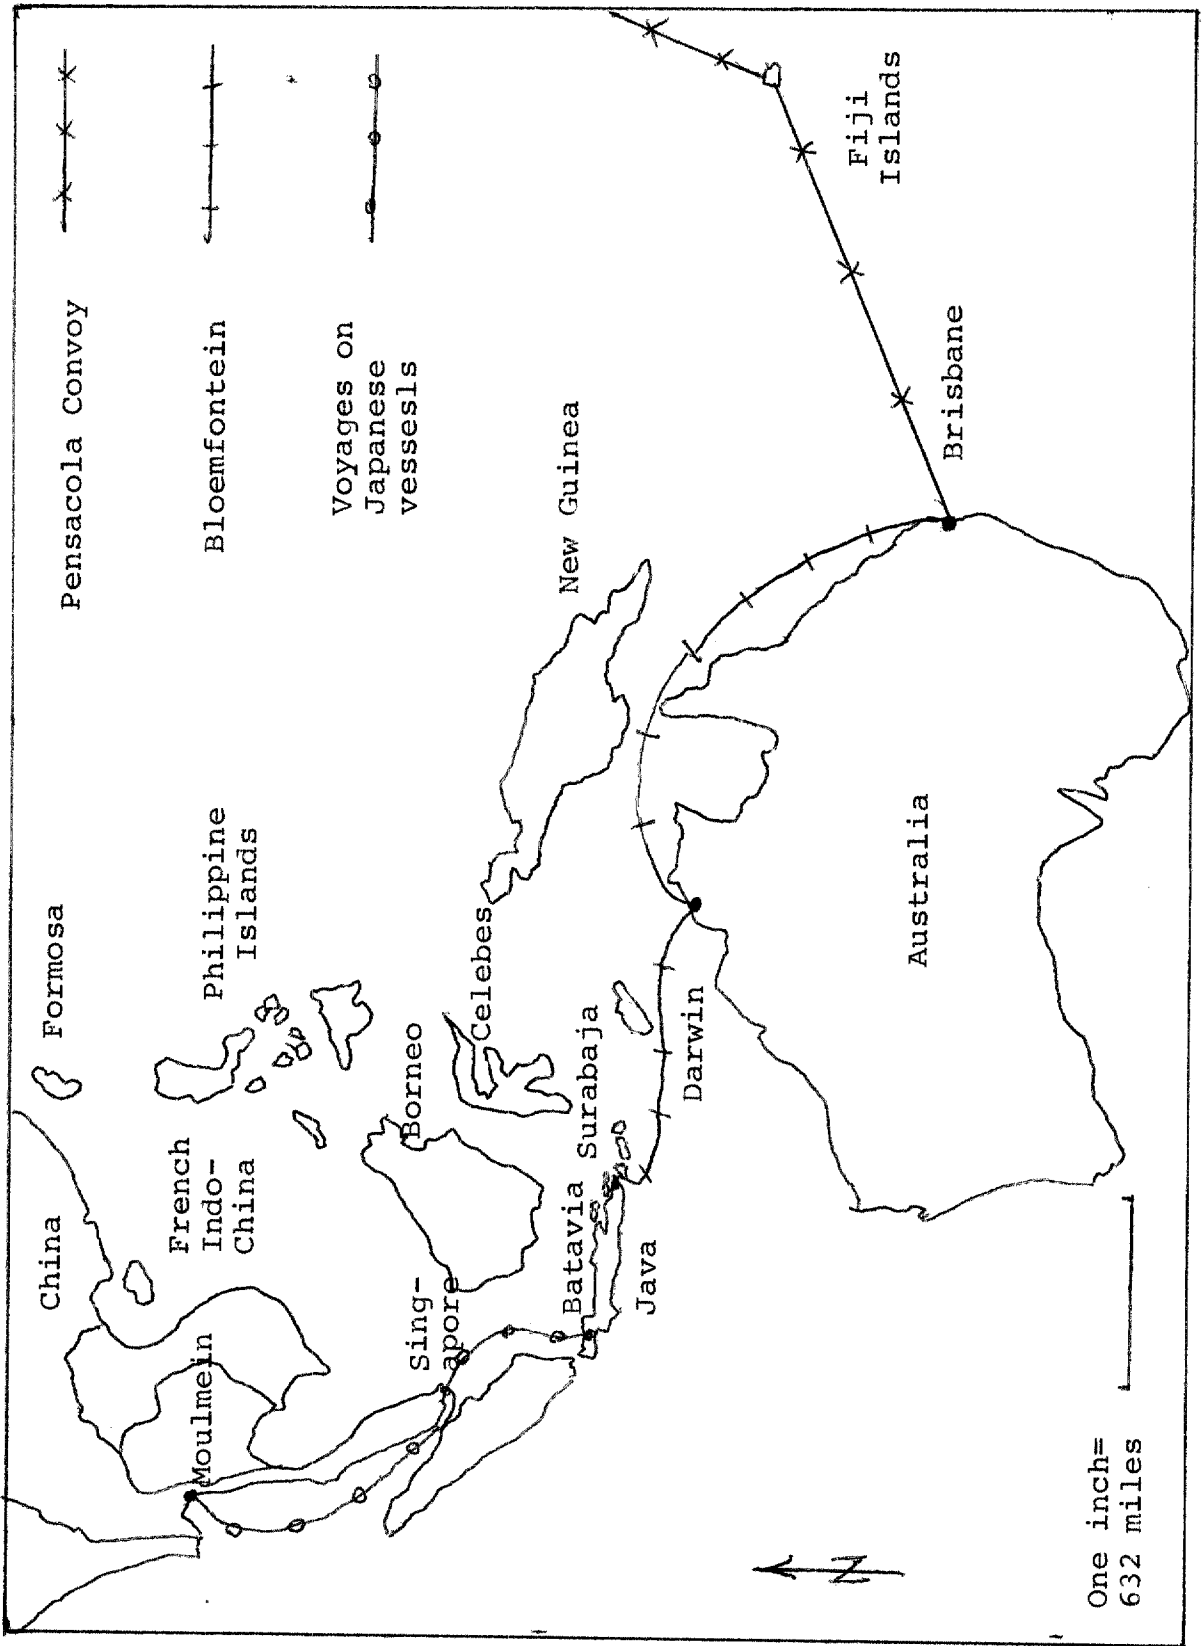 Pensacola Convoy
Bloemfontein
Voyages on
Japanese
vessesls
China
Formosa
French
Indo-
China
Philippine
Islands
Moulmein
Sing-
apore
Borneo
Celebes
New Guinea
Batavia
Surabaja
Java
Darwin
Fiji
Islands
Australia
Brisbane
N
One inch=
632 miles